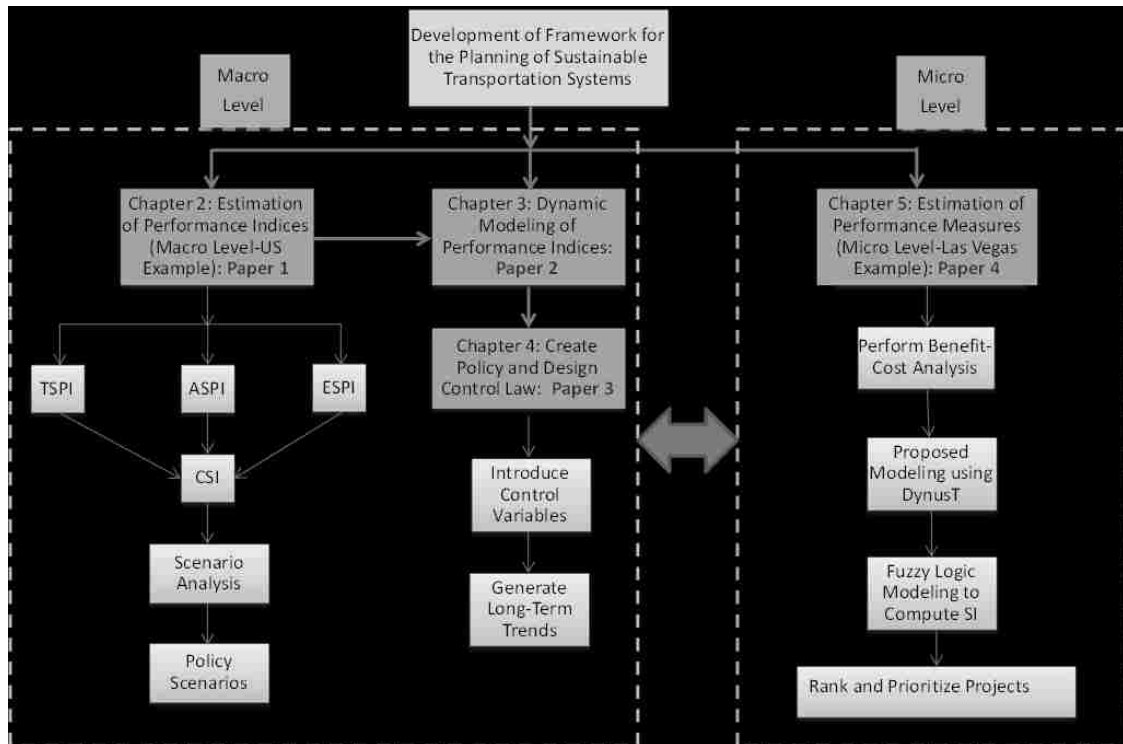 Development of Framework for
the Planning of Sustainable
Transportation Systems
Macro
Level
Micro
Level
Chapter 2: Estimation
of Performance Indices
(Macro Level-US
Example): Paper 1
Chapter 3: Dynamic
Modeling of
Performance Indices:
Paper 2
Chapter 5: Estimation of
Performance Measures
(Micro Level-Las Vegas
Example): Paper 4
TSPI
ASPI
ESPI
CSI
Scenario
Analysis
Policy
Scenarios
Chapter 4: Create
Policy and Design
Control Law: Paper 3
Introduce
Control
Variables
Generate
Long-Term
Trends
Perform Benefit-
Cost Analysis
Proposed
Modeling using
DynusT
Fuzzy Logic
Modeling to
Compute SI
Rank and Prioritize Projects